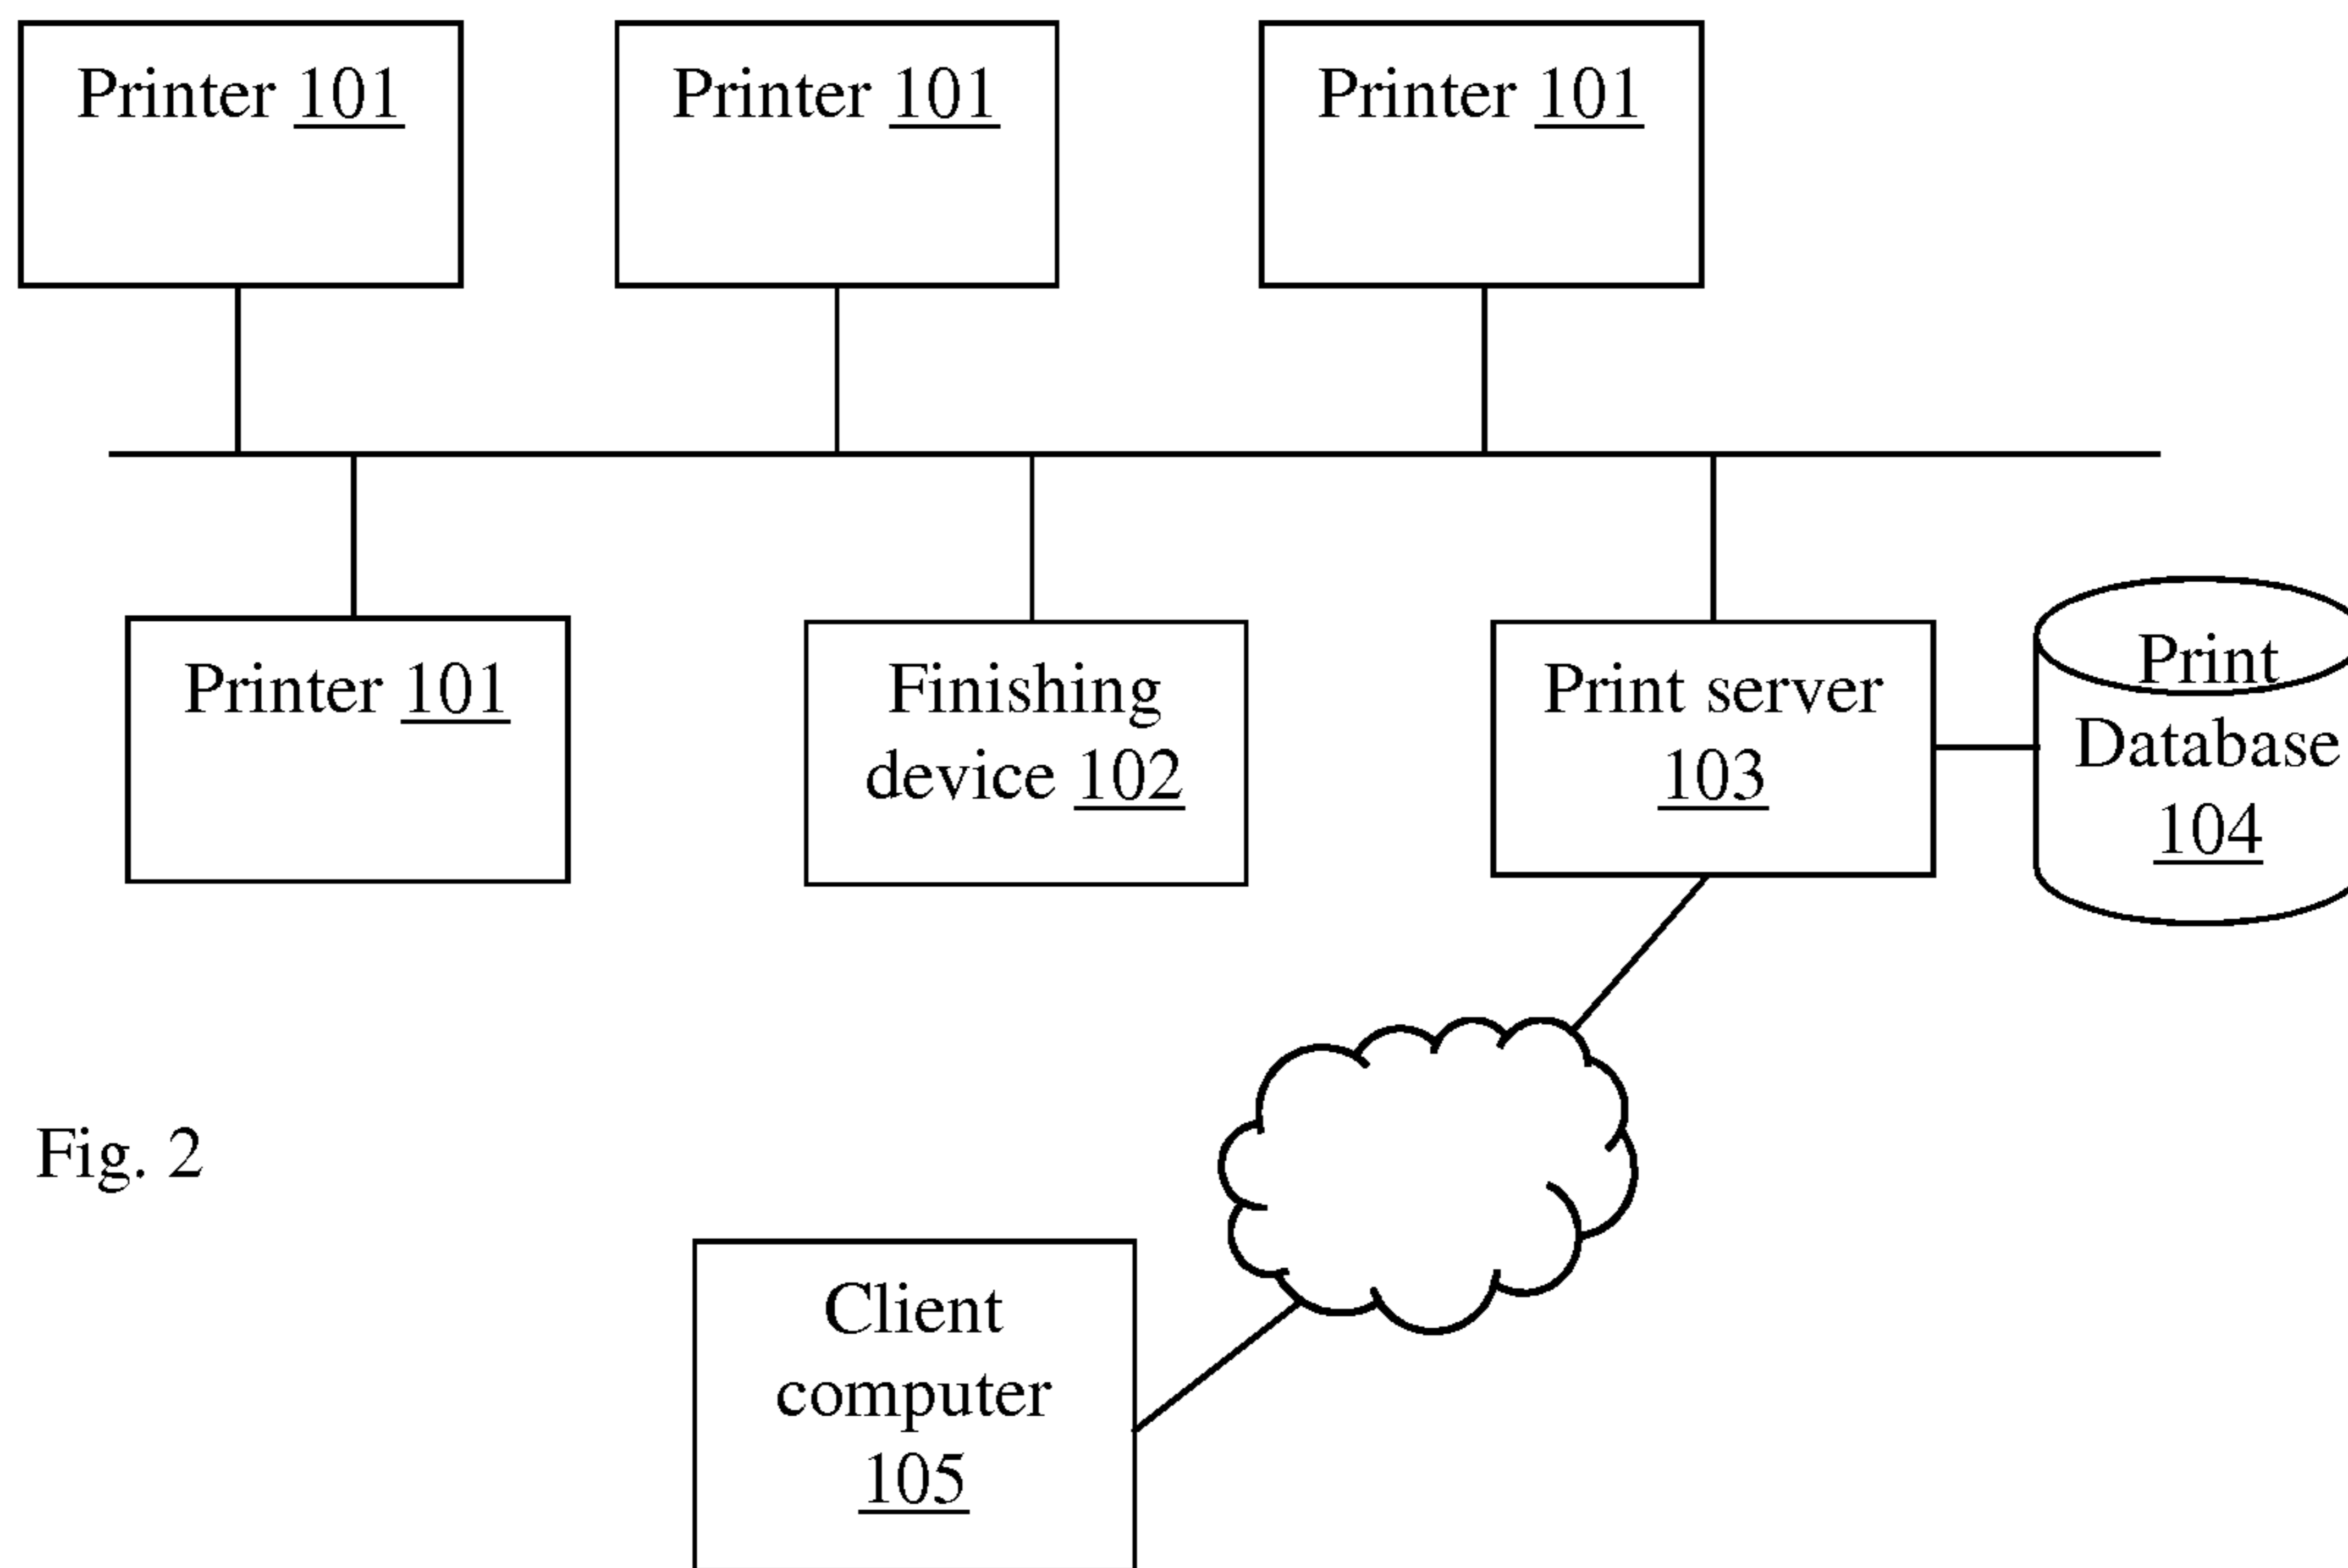 Printer 101
Printer 101
Printer 101
Printer 101
Finishing
device 102
Print server
103
Print
Database
104
Fig. 2
Client
computer
105